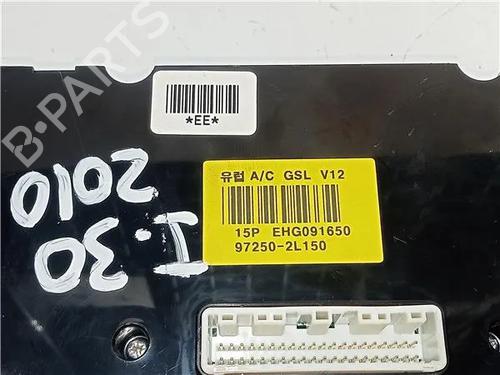 B-PARTS
*EE*
유럽 A/C GSL V12
15P EHG091650
97250-2L150
I-30
2010